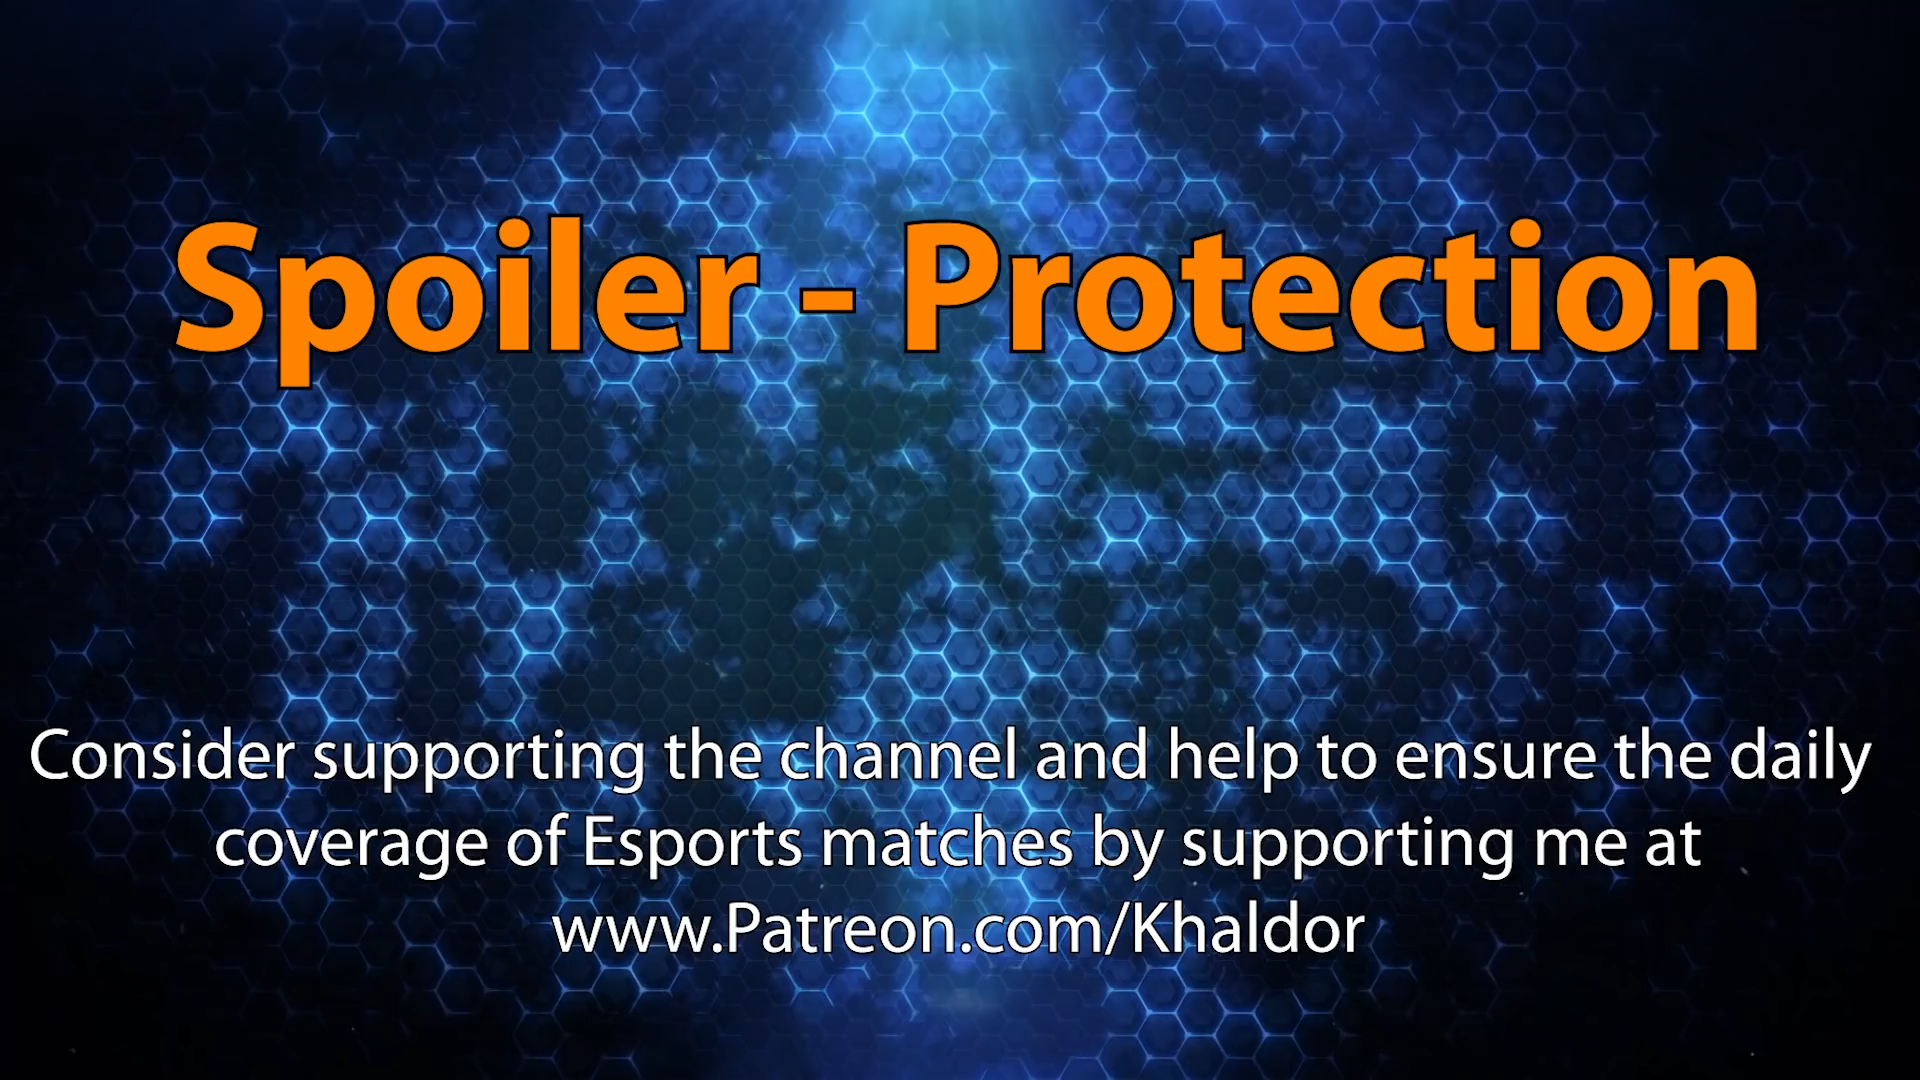 Spoiler - Protection
Consider supporting the channel and help to ensure the daily
coverage of Esports matches by supporting me at
www.Patreon.com/Khaldor